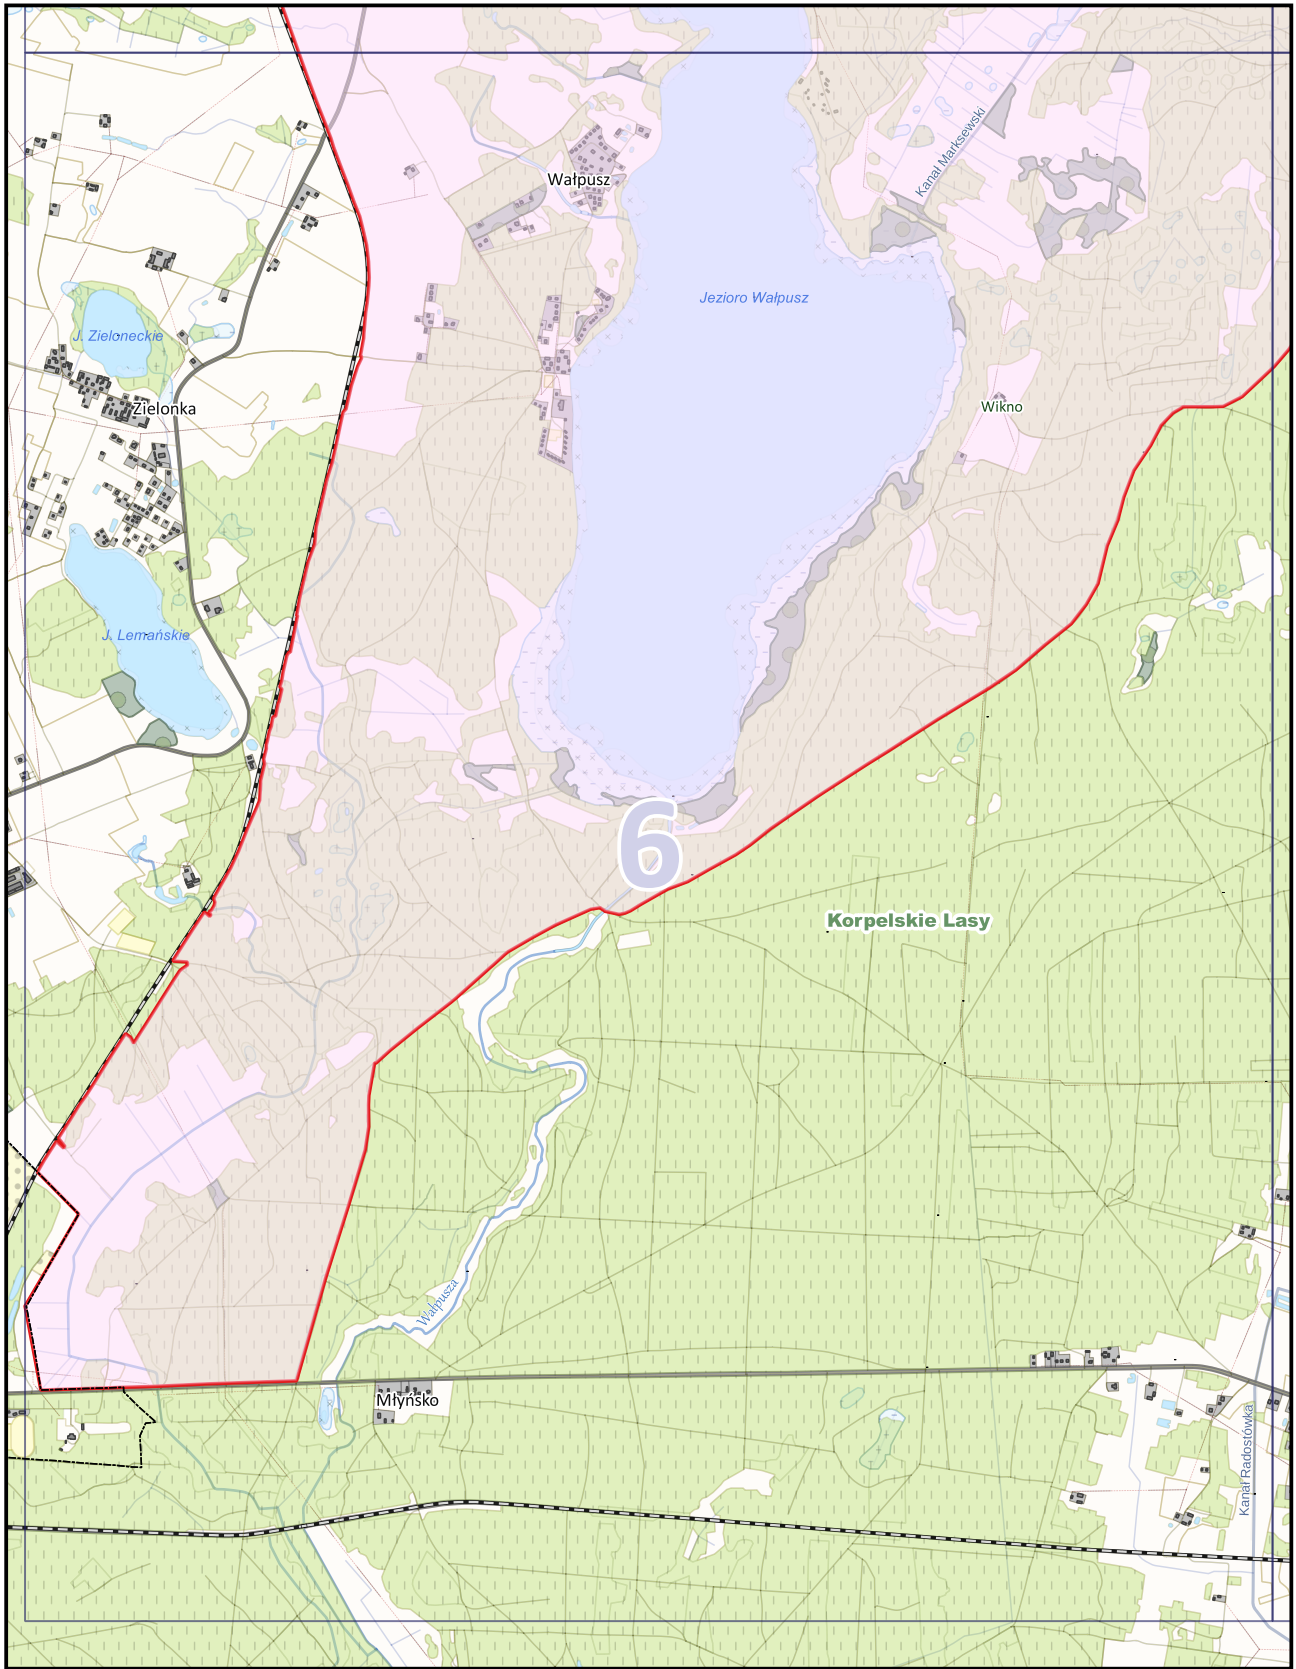 Kanał Marksewski
Wałpusz
Jezioro Wałpusz
J. Zieloneckie
Zielonka
Wikno
J. Lemańskie
6
Korpelskie Lasy
Wałpusza
Młyńsko
Kanał Radostówka